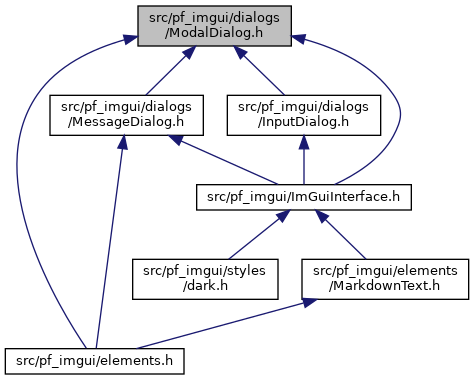 src/pf_imgui/dialogs
/ModalDialog.h
src/pf_imgui/dialogs
/MessageDialog.h
src/pf_imgui/dialogs
/InputDialog.h
src/pf_imgui/ImGuiInterface.h
src/pf_imgui/styles
/dark.h
src/pf_imgui/elements
/MarkdownText.h
src/pf_imgui/elements.h